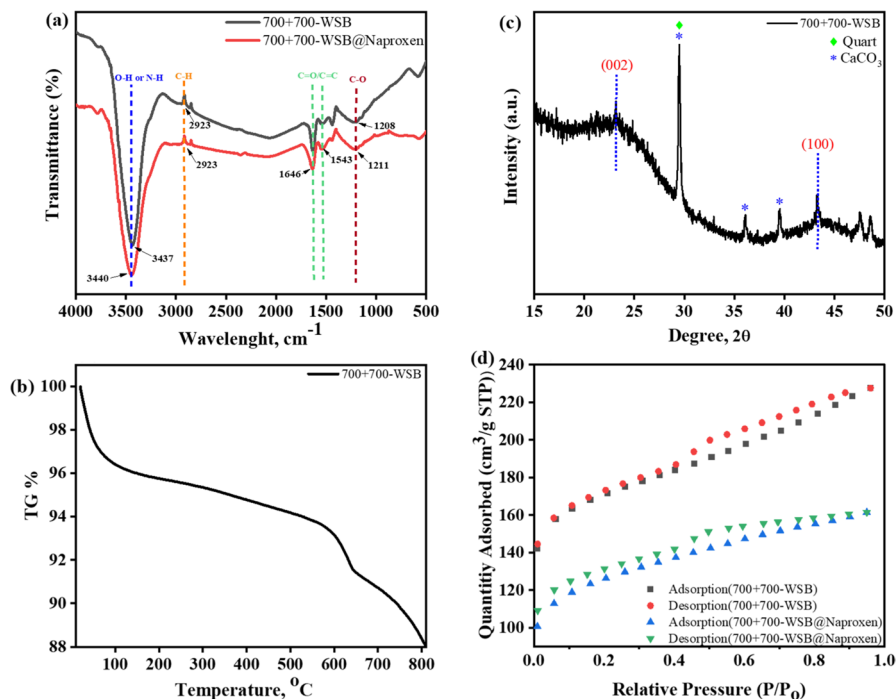 (a)
700+700-WSB
700+700-WSB@Naproxen
O-H or N-H
C-H
C=O/C=C
C-O
2923
2923
1208
1646
1543
1211
3437
3440
Transmittance (%)
4000 3500 3000 2500 2000 1500 1000 500
Wavelenght, cm-1
(c)
700+700-WSB
Quart
CaCO3
(002)
(100)
Intensity (a.u.)
15 20 25 30 35 40 45 50
Degree, 2θ
(b)
700+700-WSB
100
98
96
94
92
90
88
TG %
100 200 300 400 500 600 700 800
Temperature, oC
(d)
240
220
200
180
160
140
120
100
Quantitiy Adsorbed (cm3/g STP))
Adsorption(700+700-WSB)
Desorption(700+700-WSB)
Adsorption(700+700-WSB@Naproxen)
Desorption(700+700-WSB@Naproxen)
0.0 0.2 0.4 0.6 0.8 1.0
Relative Pressure (P/Po)